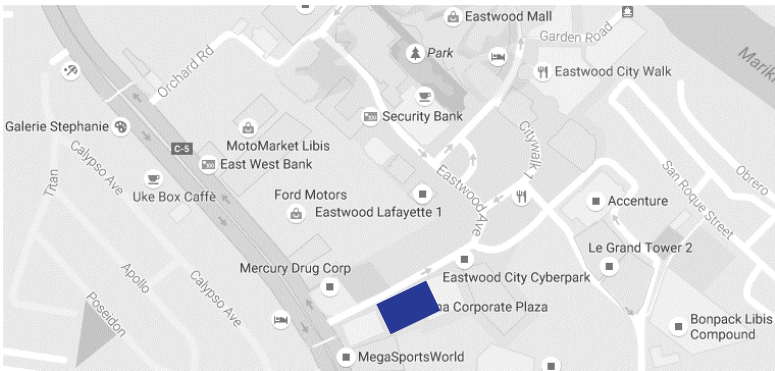 Eastwood Mall
Garden Road
Park
Orchard Rd
Eastwood City Walk
Security Bank
Galerie Stephanie
C-5
MotoMarket Libis
East West Bank
Citywalk 1
Calypso Ave
Titan
Uke Box Caffè
Ford Motors
Eastwood Lafayette 1
Eastwood Ave
San Roque Street
Obrero
Accenture
Mercury Drug Corp
Eastwood City Cyberpark
Le Grand Tower 2
Apollo
Calypso Ave
Poseidon
Corporate Plaza
Bonpack Libis
Compound
MegaSportsWorld